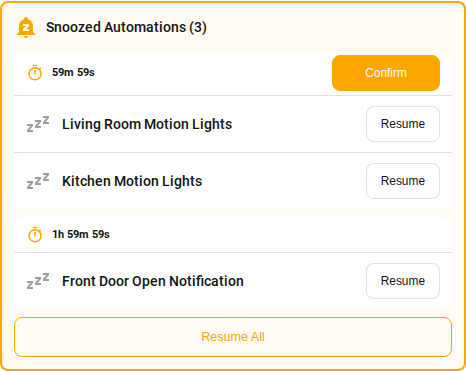 Snoozed Automations (3)
59m 59s
Confirm
Living Room Motion Lights
Resume
Kitchen Motion Lights
Resume
1h 59m 59s
Front Door Open Notification
Resume
Resume All